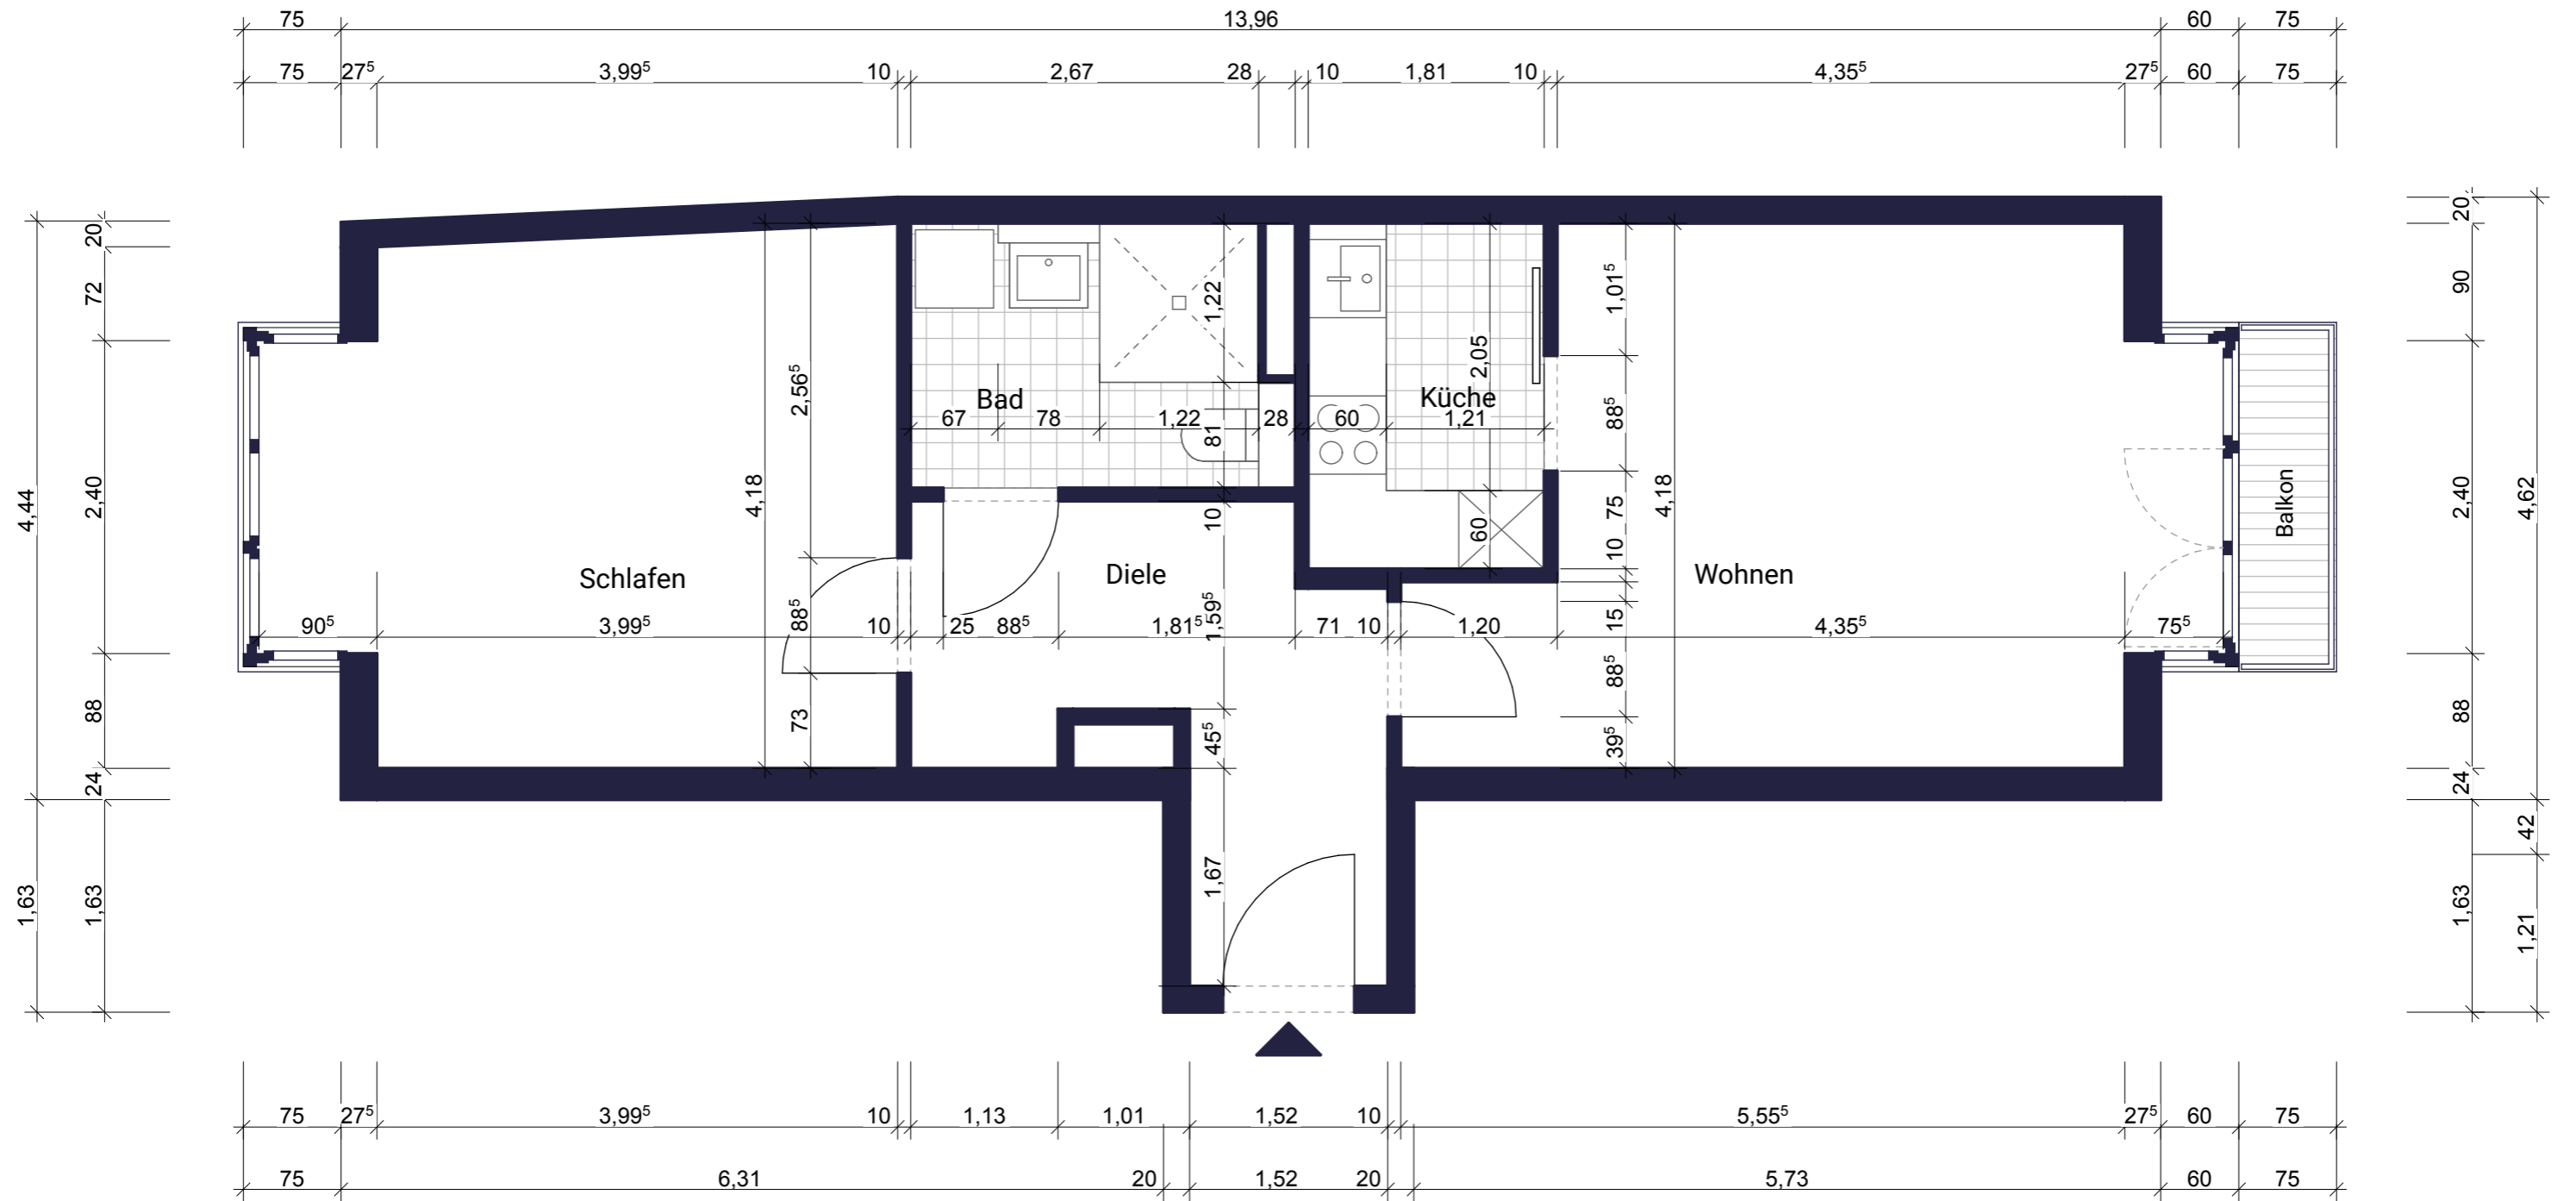 75 13,96 60 75
75 27⁵ 3,99⁵ 10 2,67 28 10 1,81 10 4,35⁵ 27⁵ 60 75
20 20
72 1,22 1,01⁵ 90
2,56⁵ 2,05
Bad Küche
67 78 1,22 28 60 1,21 88⁵
81
4,44 2,40 4,18 10 60 75 4,18 Balkon 2,40 4,62
10
Schlafen Diele Wohnen
88⁵ 1,59⁵ 15
90⁵ 3,99⁵ 10 25 88⁵ 1,81⁵ 71 10 1,20 4,35⁵ 75⁵
88⁵
88 73 45⁵ 39⁵ 88
24 24
42
1,63 1,63 1,67 1,63 1,21
75 27⁵ 3,99⁵ 10 1,13 1,01 1,52 10 5,55⁵ 27⁵ 60 75
75 6,31 20 1,52 20 5,73 60 75